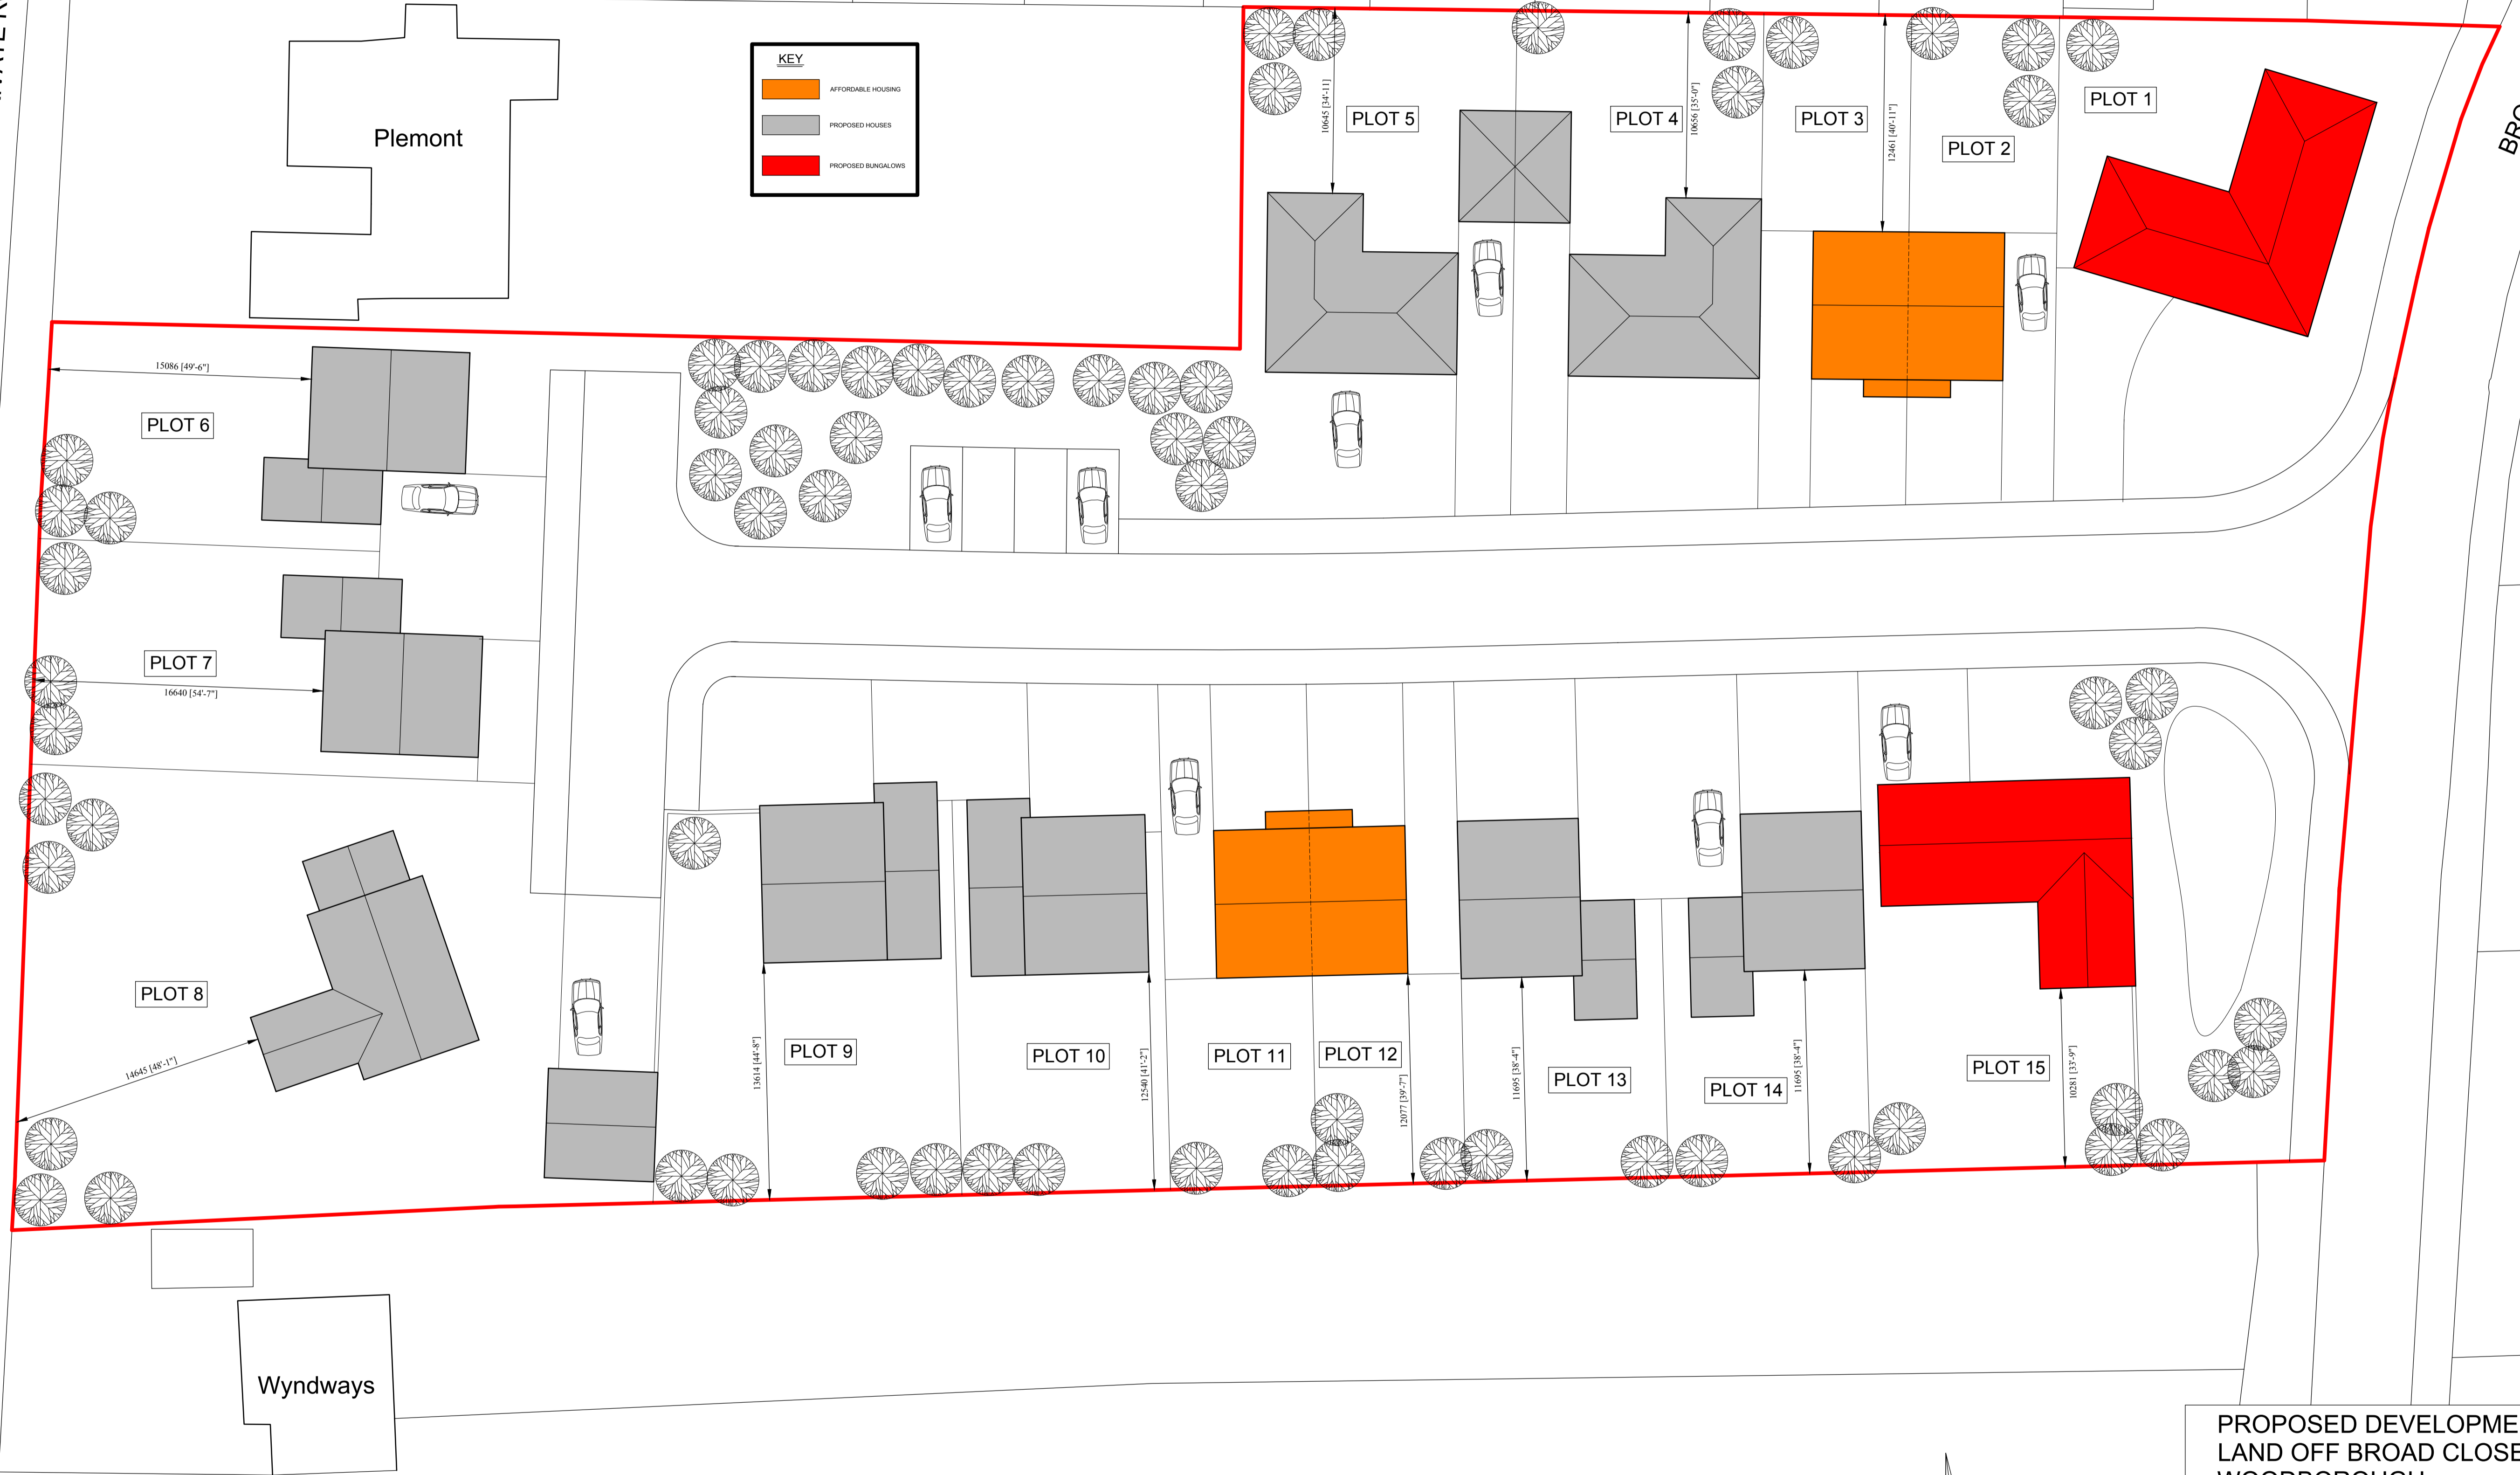 Plemont
KEY
AFFORDABLE HOUSING
PROPOSED HOUSES
PROPOSED BUNGALOWS
10645 [34'-11]
PLOT 5
PLOT 4
10656 [35'-0"]
PLOT 3
12461 [40'-11"]
PLOT 2
PLOT 1
BRO
15086 [49'-6"]
PLOT 6
PLOT 7
16640 [54'-7"]
PLOT 8
14645 [48'-1"]
13614 [44'-8"]
PLOT 9
PLOT 10
12540 [41'-2"]
PLOT 11
PLOT 12
12077 [39'-7"]
11695 [38'-4"]
PLOT 13
PLOT 14
11695 [38'-4"]
PLOT 15
10281 [33'-9"]
Wyndways
PROPOSED DEVELOPME
LAND OFF BROAD CLOSE